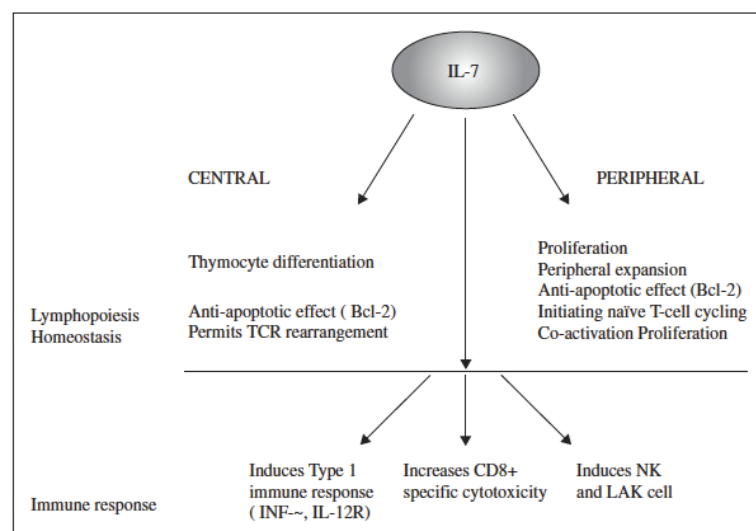 IL-7
CENTRAL
PERIPHERAL
Thymocyte differentiation
Anti-apoptotic effect ( Bcl-2)
Permits TCR rearrangement
Proliferation
Peripheral expansion
Anti-apoptotic effect (Bcl-2)
Initiating naïve T-cell cycling
Co-activation Proliferation
Lymphopoiesis
Homeostasis
Induces Type 1
immune response
( INF-~, IL-12R)
Increases CD8+
specific cytotoxicity
Induces NK
and LAK cell
Immune response